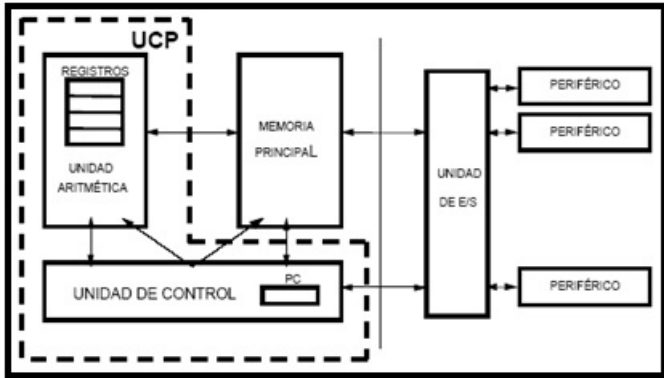 UCP
REGISTROS
UNIDAD
ARITMÉTICA
MEMORIA
PRINCIPAL
UNIDAD DE CONTROL
PC
UNIDAD
DE E/S
PERIFÉRICO
PERIFÉRICO
PERIFÉRICO